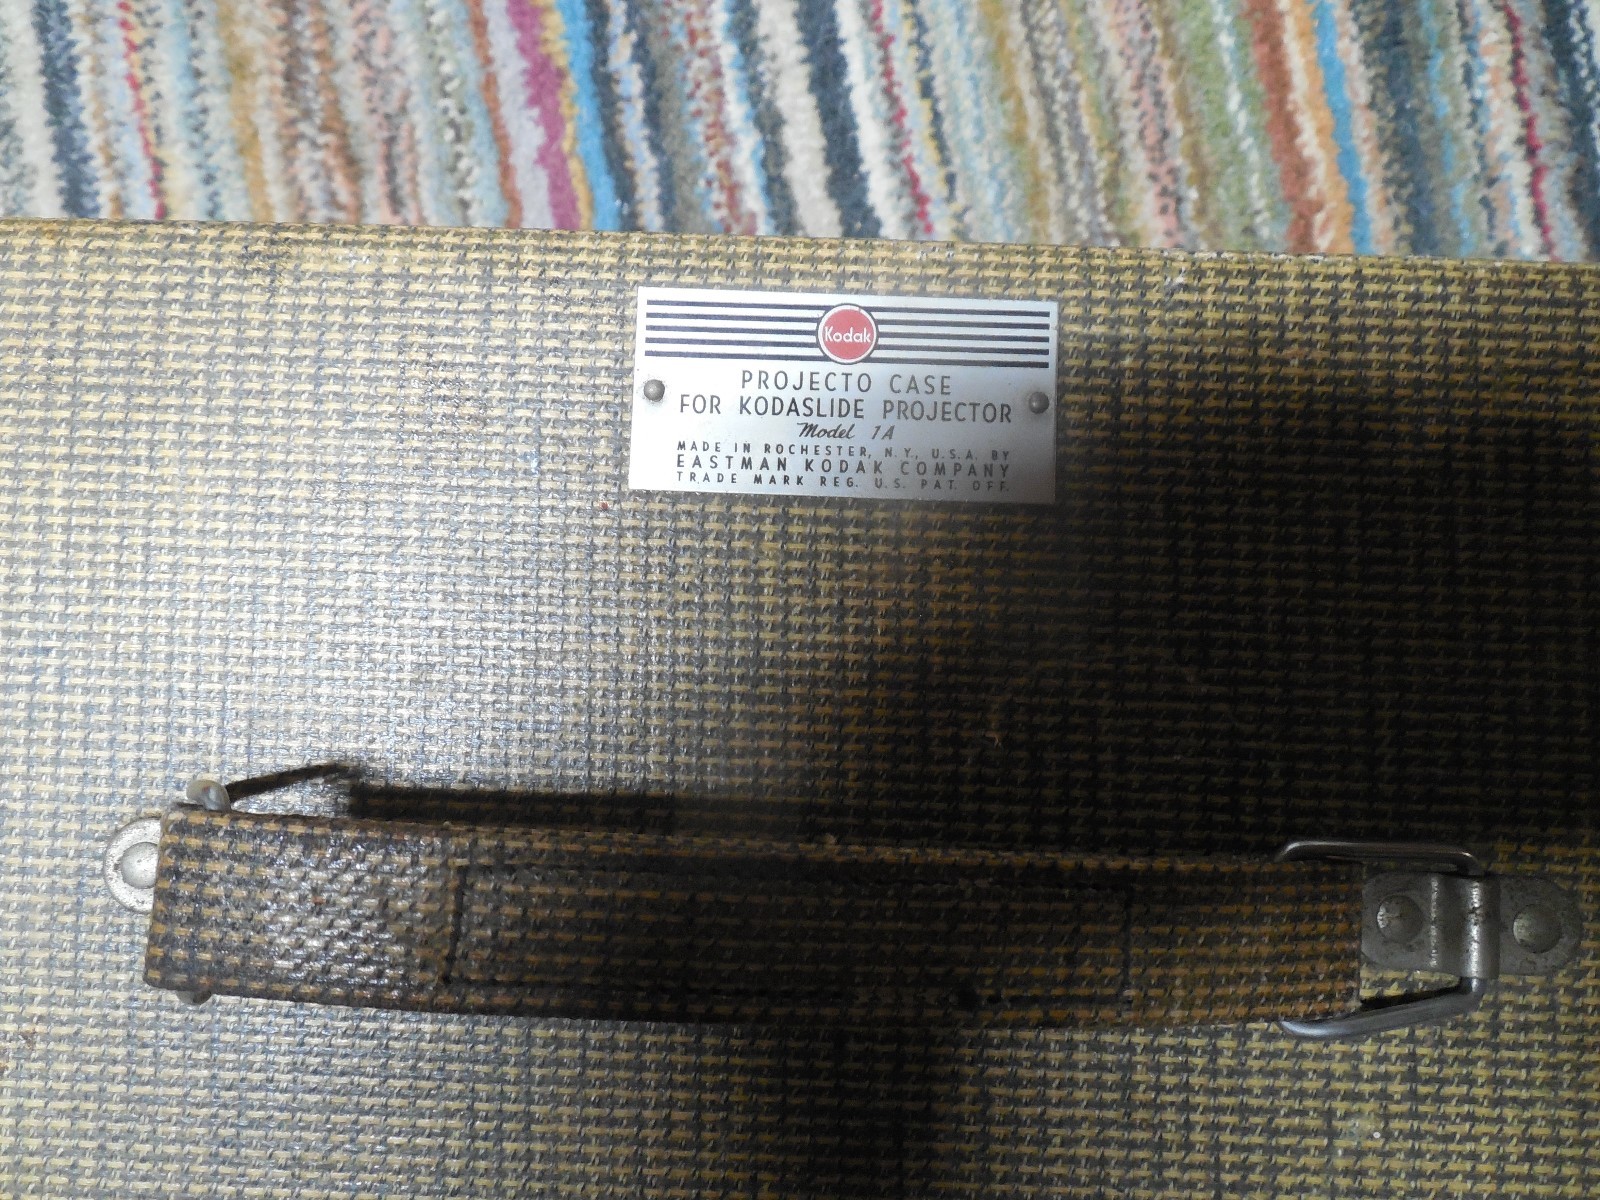 Kodak
PROJECTO CASE
FOR KODASLIDE PROJECTOR
Model 1A
MADE IN ROCHESTER, N.Y., U.S.A. BY
EASTMAN KODAK COMPANY
TRADE MARK REG. U.S. PAT. OFF.